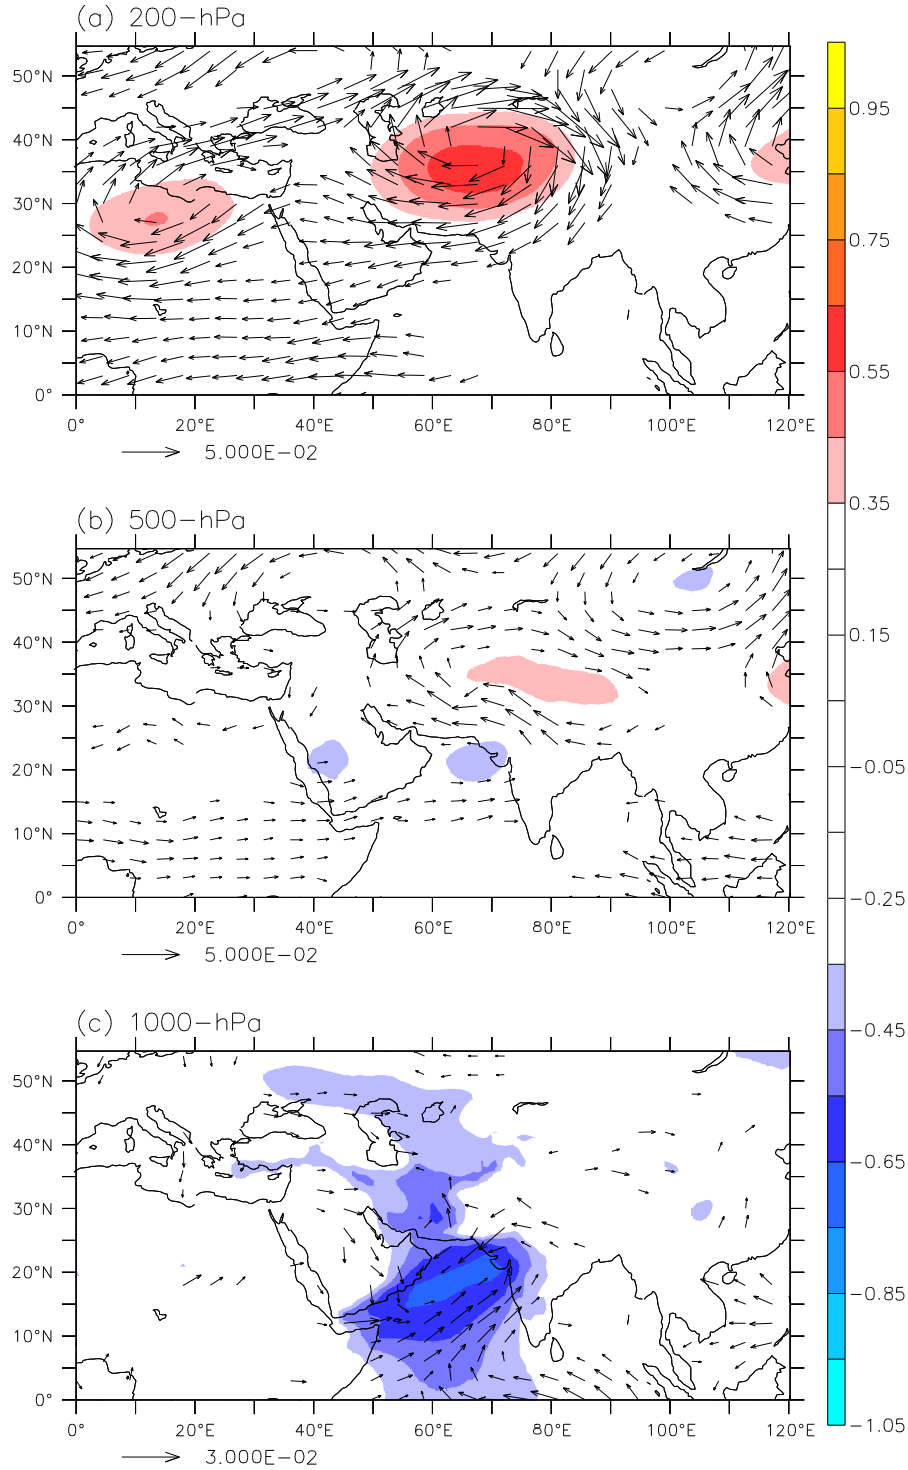 (a) 200-hPa
50°N
40°N
30°N
20°N
10°N
0°
0° 20°E 40°E 60°E 80°E 100°E 120°E
5.000E-02
(b) 500-hPa
50°N
40°N
30°N
20°N
10°N
0°
0° 20°E 40°E 60°E 80°E 100°E 120°E
5.000E-02
(c) 1000-hPa
50°N
40°N
30°N
20°N
10°N
0°
0° 20°E 40°E 60°E 80°E 100°E 120°E
3.000E-02
0.95
0.75
0.55
0.35
0.15
-0.05
-0.25
-0.45
-0.65
-0.85
-1.05